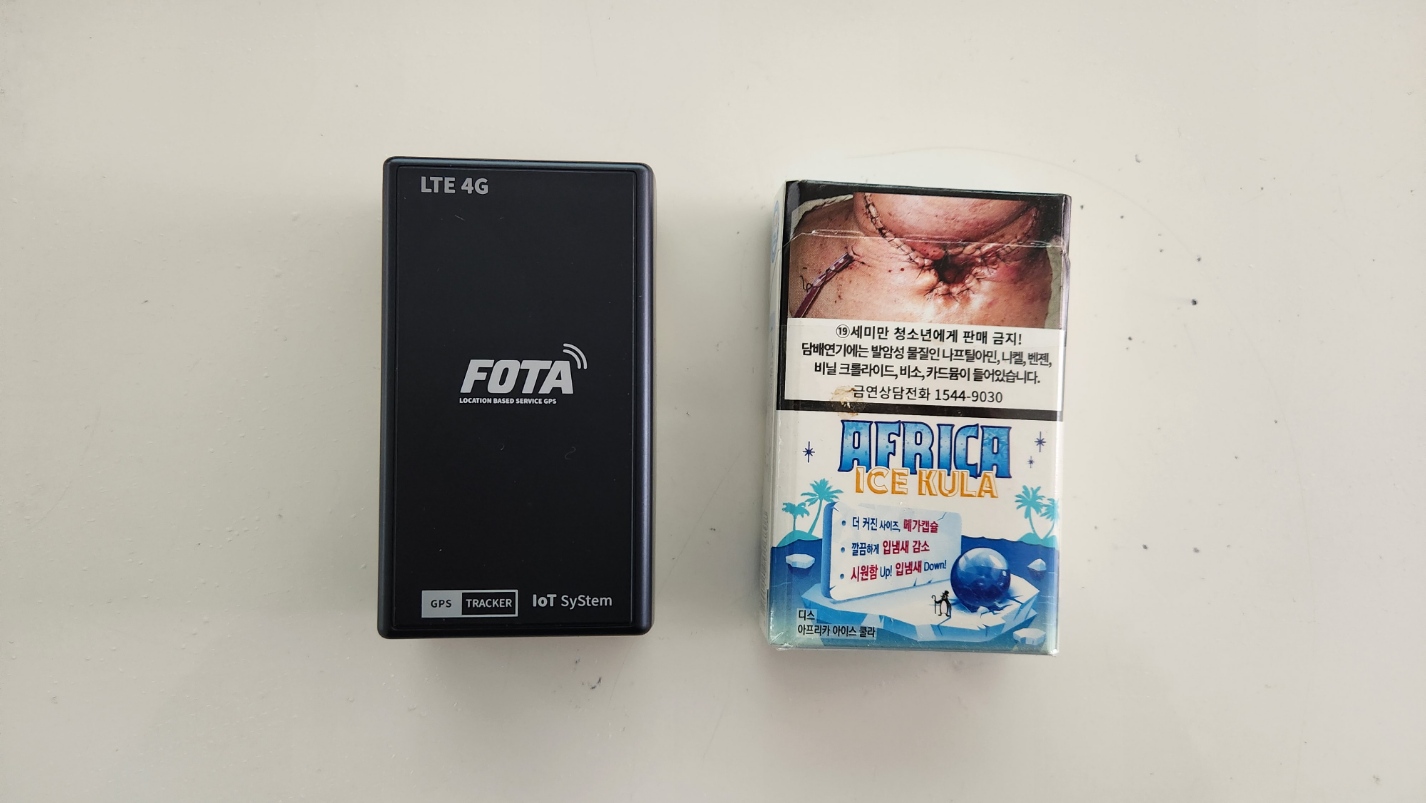 LTE 4G
FOTA
LOCATION BASED SERVICE GPS
GPS TRACKER IoT SyStem
⑲세미만 청소년에게 판매 금지!
담배연기에는 발암성 물질인 나프틸아민, 니켈, 벤젠,
비닐 크롤라이드, 비소, 카드뮴이 들어있습니다.
금연상담전화 1544-9030
AFRICA
ICE KULA
• 더 커진 사이즈, 메가캡슐
• 깔끔하게 입냄새 감소
• 시원함 Up! 입냄새 Down!
디스
아프리카 아이스 쿨라